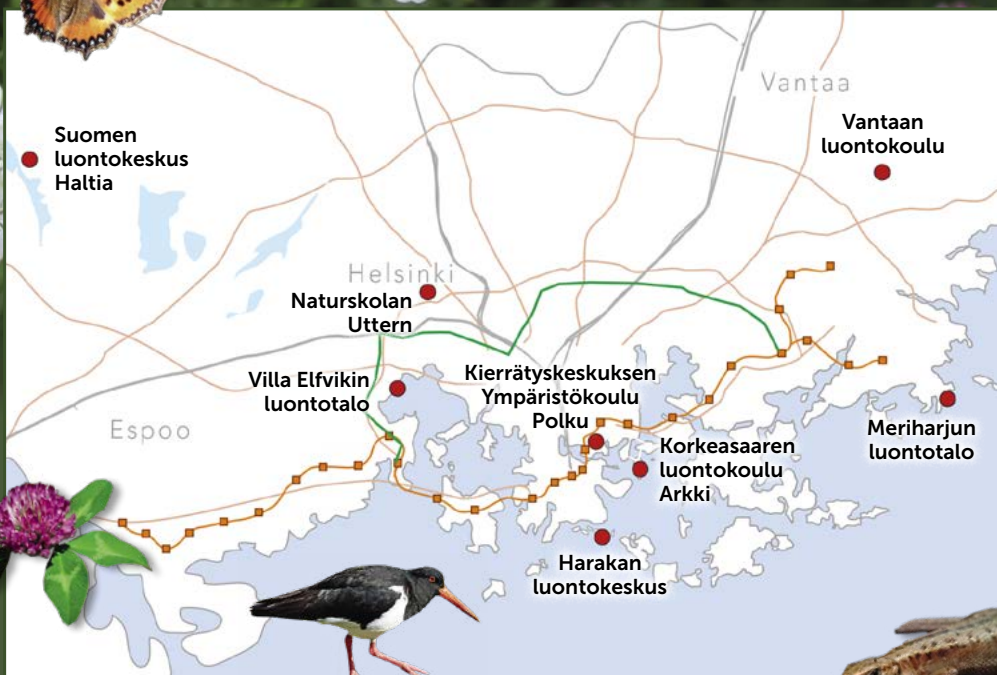 Vantaa
Vantaan
luontokoulu
Suomen
luontokeskus
Haltia
Helsinki
Naturskolan
Uttern
Villa Elfvikin
luontotalo
Kierrätyskeskuksen
Ympäristökoulu
Polku
Espoo
Korkeasaaren
luontokoulu
Arkki
Meriharjun
luontotalo
Harakan
luontokeskus